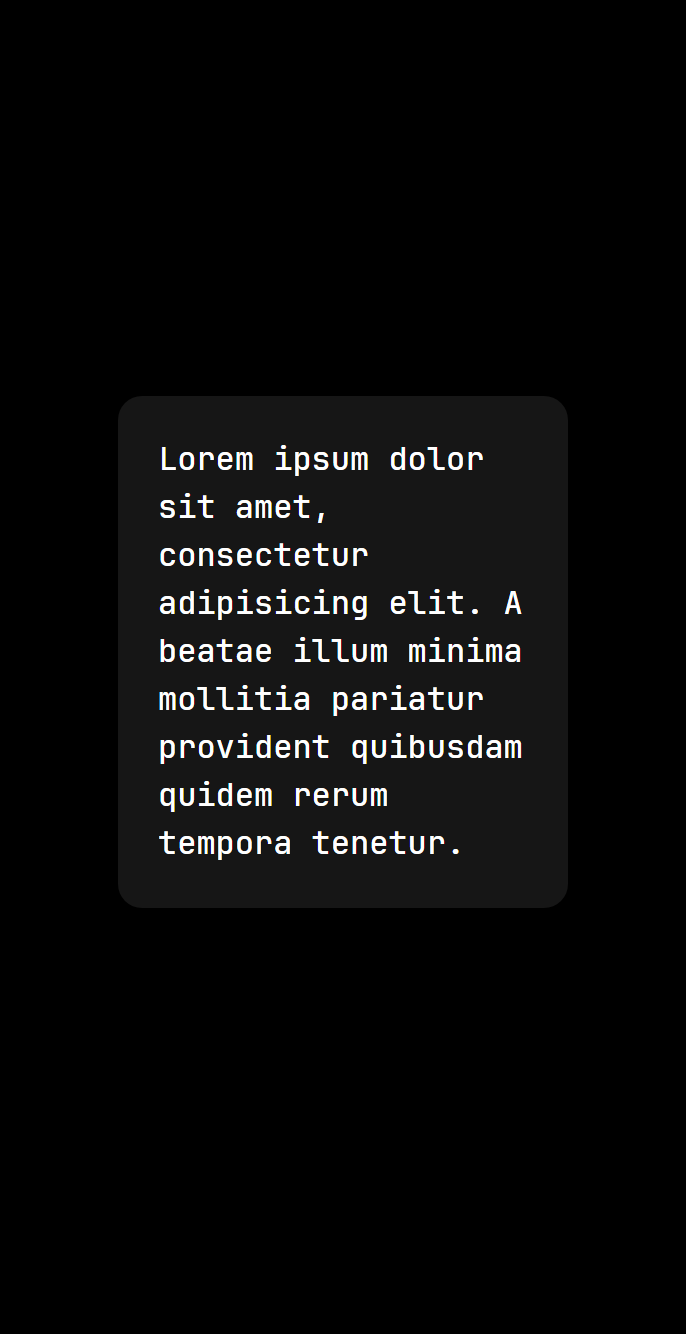 Lorem ipsum dolor
sit amet,
consectetur
adipisicing elit. A
beatae illum minima
mollitia pariatur
provident quibusdam
quidem rerum
tempora tenetur.